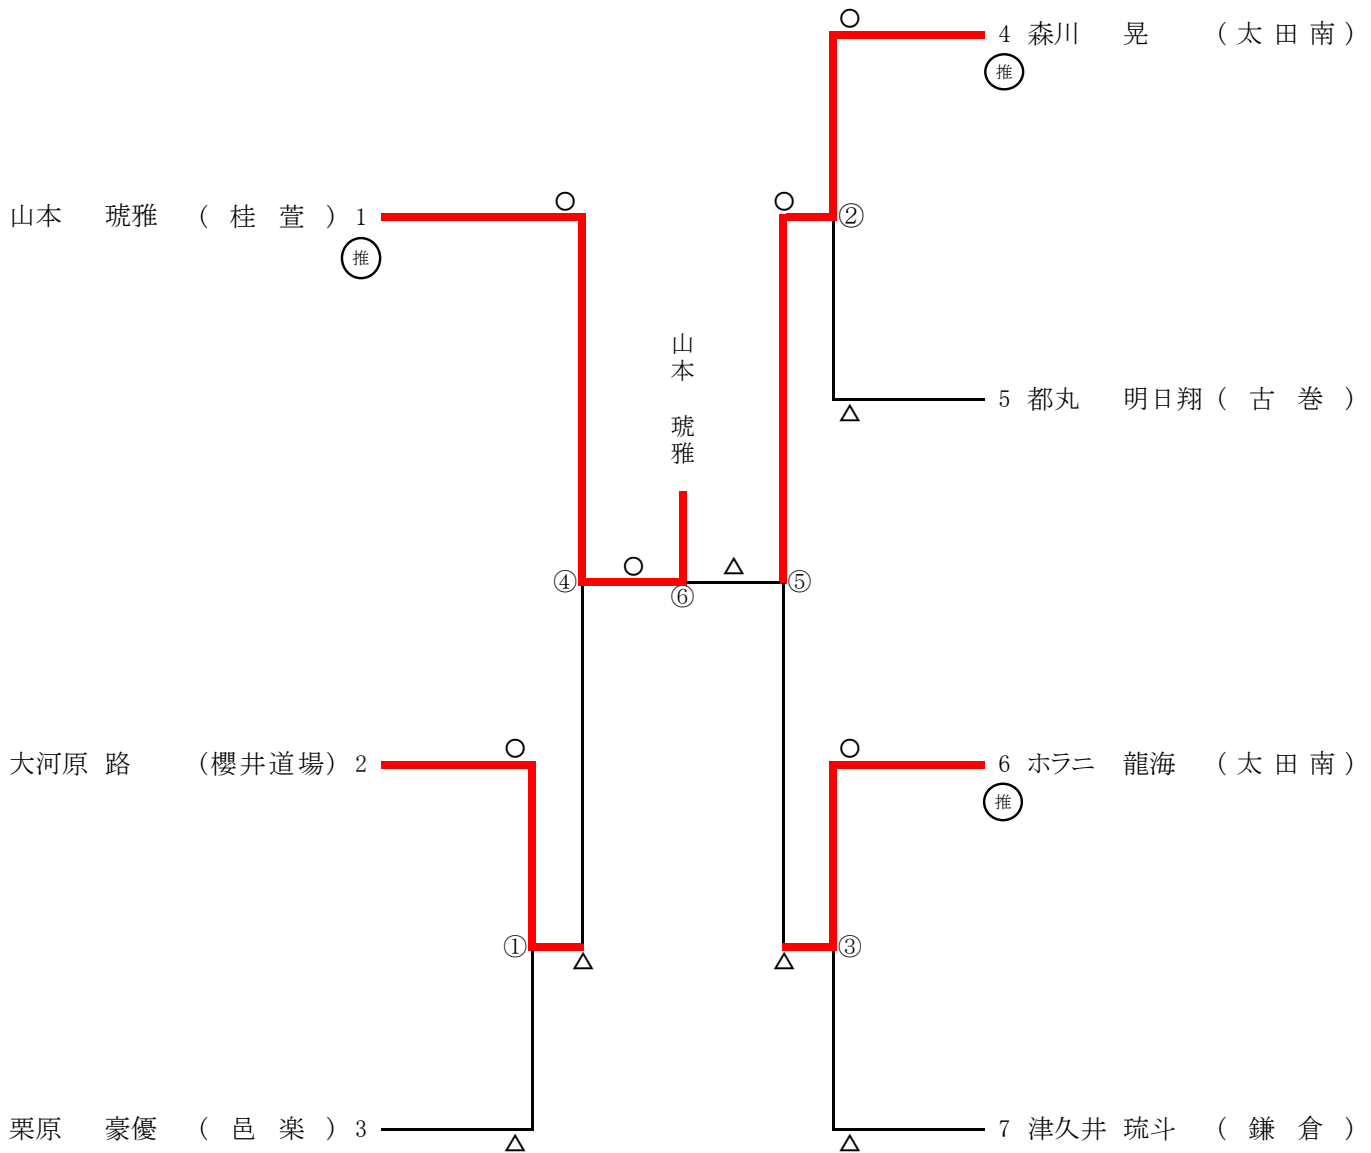 4 森川 晃 (太田南)
推
山本 琥雅 (桂萱) 1
推
②
山本 琥雅
5 都丸 明日翔 (古巻)
④
⑥
⑤
大河原 路 (櫻井道場) 2
6 ホラニ 龍海 (太田南)
推
①
③
栗原 豪優 (邑楽) 3
7 津久井 琉斗 (鎌倉)